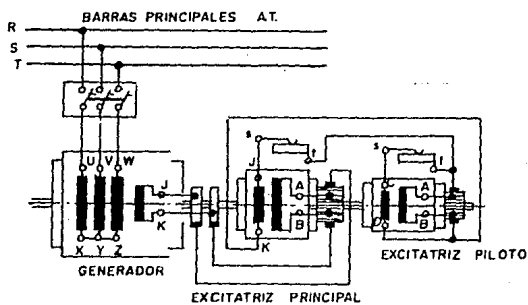 BARRAS PRINCIPALES A.T.
R
S
T
U V W
J
K
X Y Z
GENERADOR
s
t
J
A
B
K
EXCITATRIZ PRINCIPAL
s
t
A
B
EXCITATRIZ PILOTO